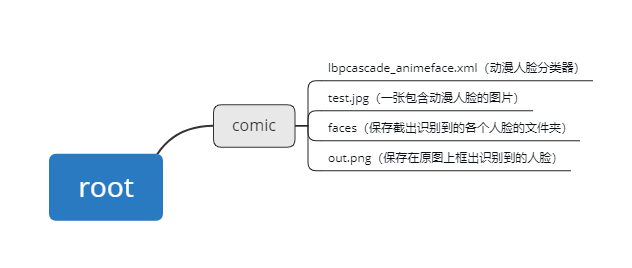 root
comic
lbpcascade_animeface.xml（动漫人脸分类器）
test.jpg（一张包含动漫人脸的图片）
faces（保存截出识别到的各个人脸的文件夹）
out.png（保存在原图上框出识别到的人脸）